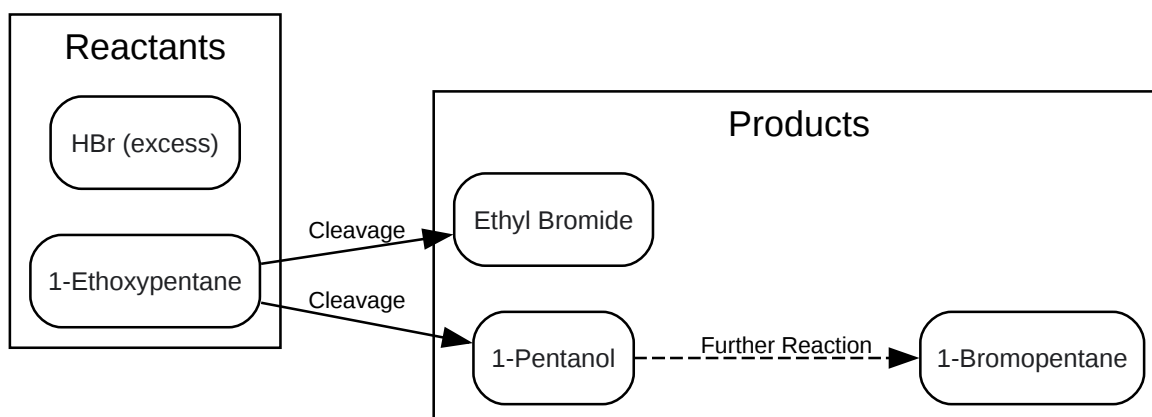 Reactants
HBr (excess)
1-Ethoxypentane
Cleavage
Cleavage
Products
Ethyl Bromide
1-Pentanol
Further Reaction
1-Bromopentane